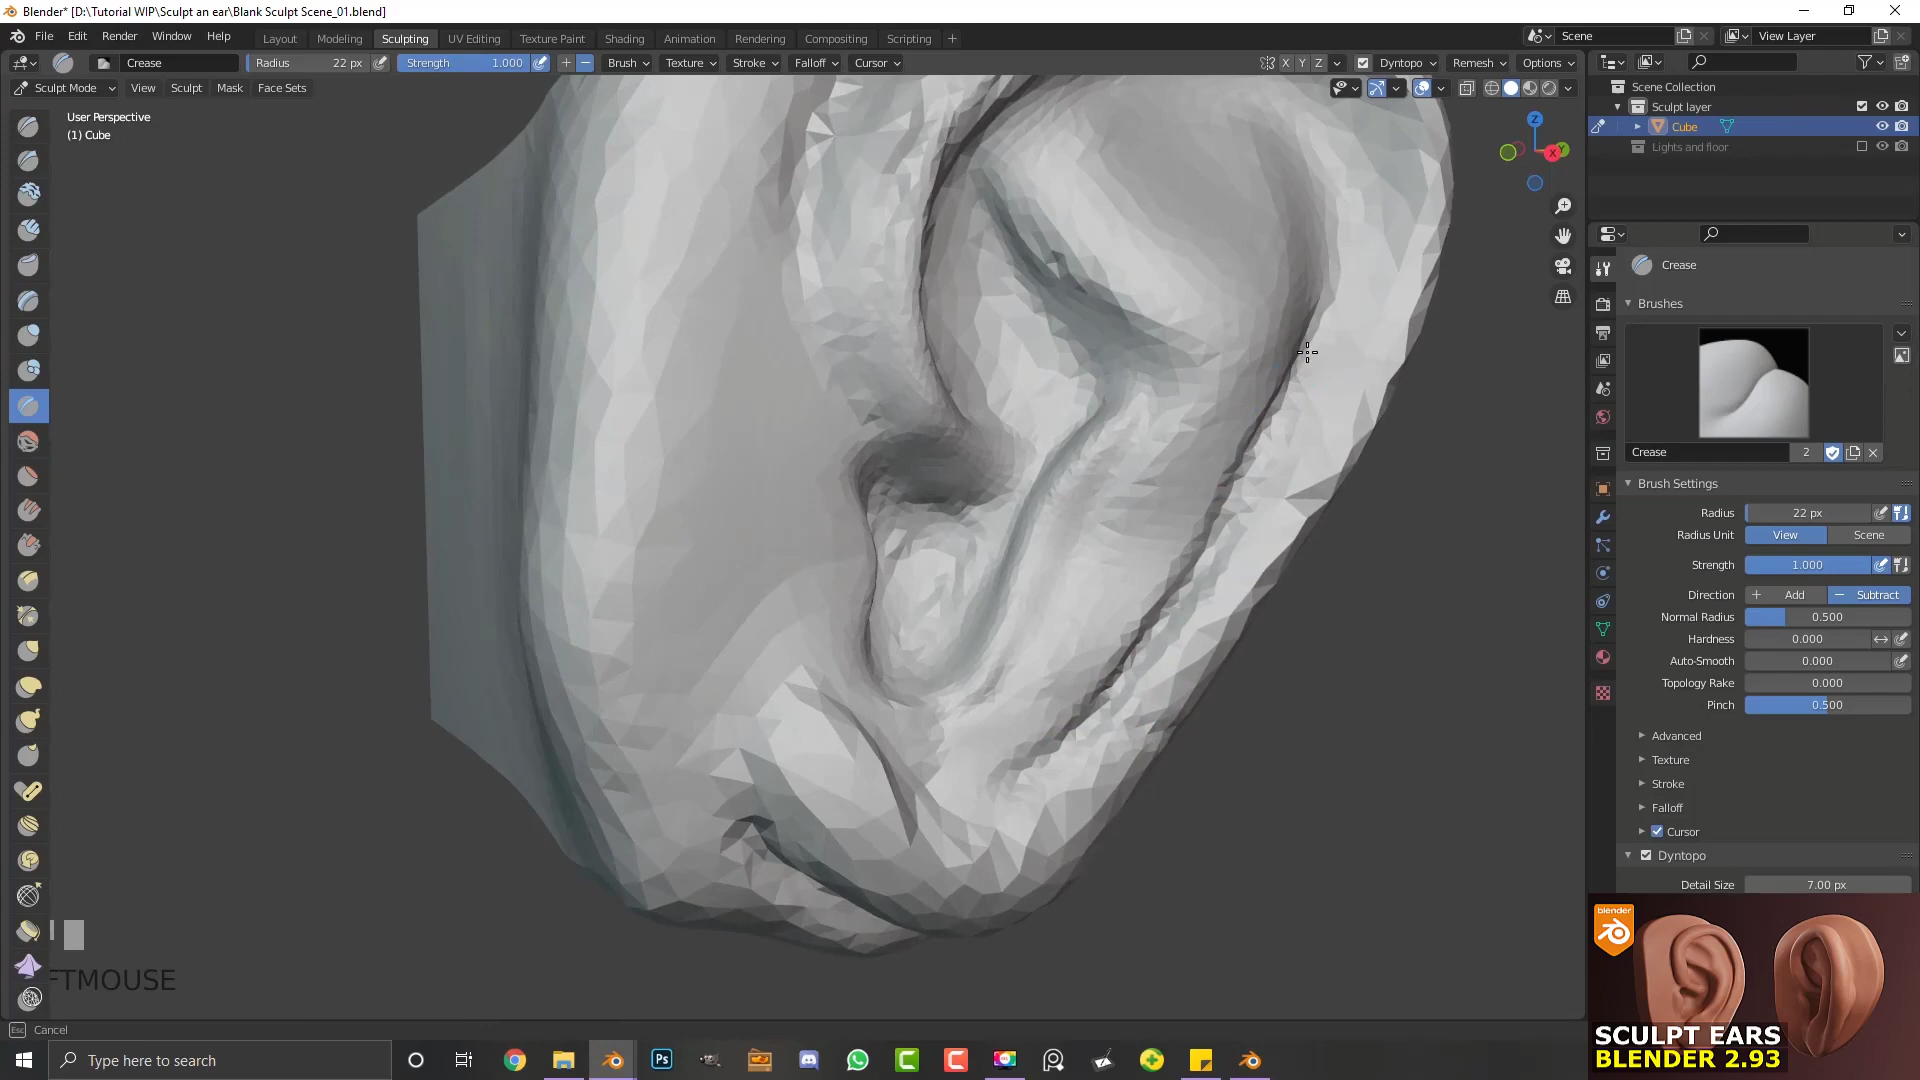 Blender* [D:\Tutorial WIP\Sculpt an ear\Blank Sculpt Scene_01.blend]
File Edit Render Window Help
Layout Modeling Sculpting UV Editing Texture Paint Shading Animation Rendering Compositing Scripting +
Scene View Layer
Crease Radius 22 px Strength 1.000 + − Brush Texture Stroke Falloff Cursor
X Y Z Dyntopo Remesh Options
Sculpt Mode View Sculpt Mask Face Sets
User Perspective
(1) Cube
Z
X Y
Scene Collection
Sculpt layer
Cube
Lights and floor
Crease
Brushes
Crease 2
Brush Settings
Radius 22 px
Radius Unit View Scene
Strength 1.000
Direction + Add − Subtract
Normal Radius 0.500
Hardness 0.000
Auto-Smooth 0.000
Topology Rake 0.000
Pinch 0.500
Advanced
Texture
Stroke
Falloff
Cursor
Dyntopo
Detail Size 7.00 px
FTMOUSE
Esc Cancel
blender
SCULPT EARS
BLENDER 2.93
Type here to search
Ps